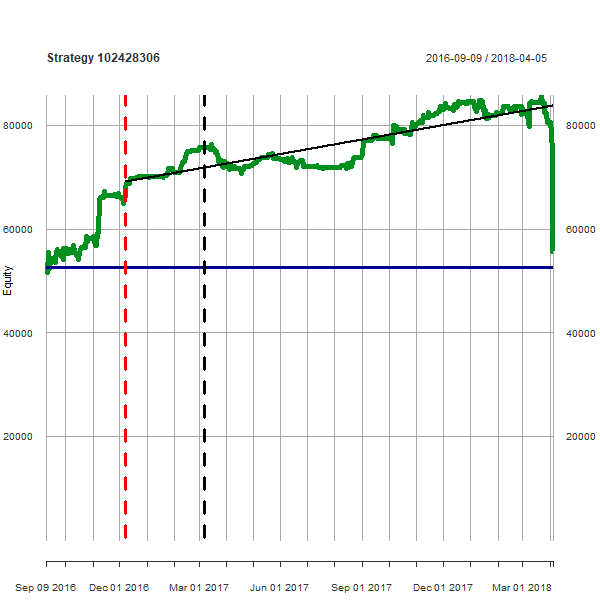 Strategy 102428306
2016-09-09 / 2018-04-05
80000
80000
60000
60000
Equity
40000
40000
20000
20000
Sep 09 2016
Dec 01 2016
Mar 01 2017
Jun 01 2017
Sep 01 2017
Dec 01 2017
Mar 01 2018